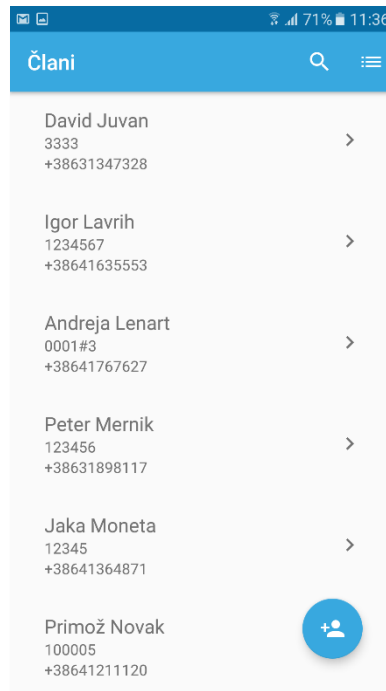 71% 11:36
Člani
David Juvan
3333
+38631347328
Igor Lavrih
1234567
+38641635553
Andreja Lenart
0001#3
+38641767627
Peter Mernik
123456
+38631898117
Jaka Moneta
12345
+38641364871
Primož Novak
100005
+38641211120